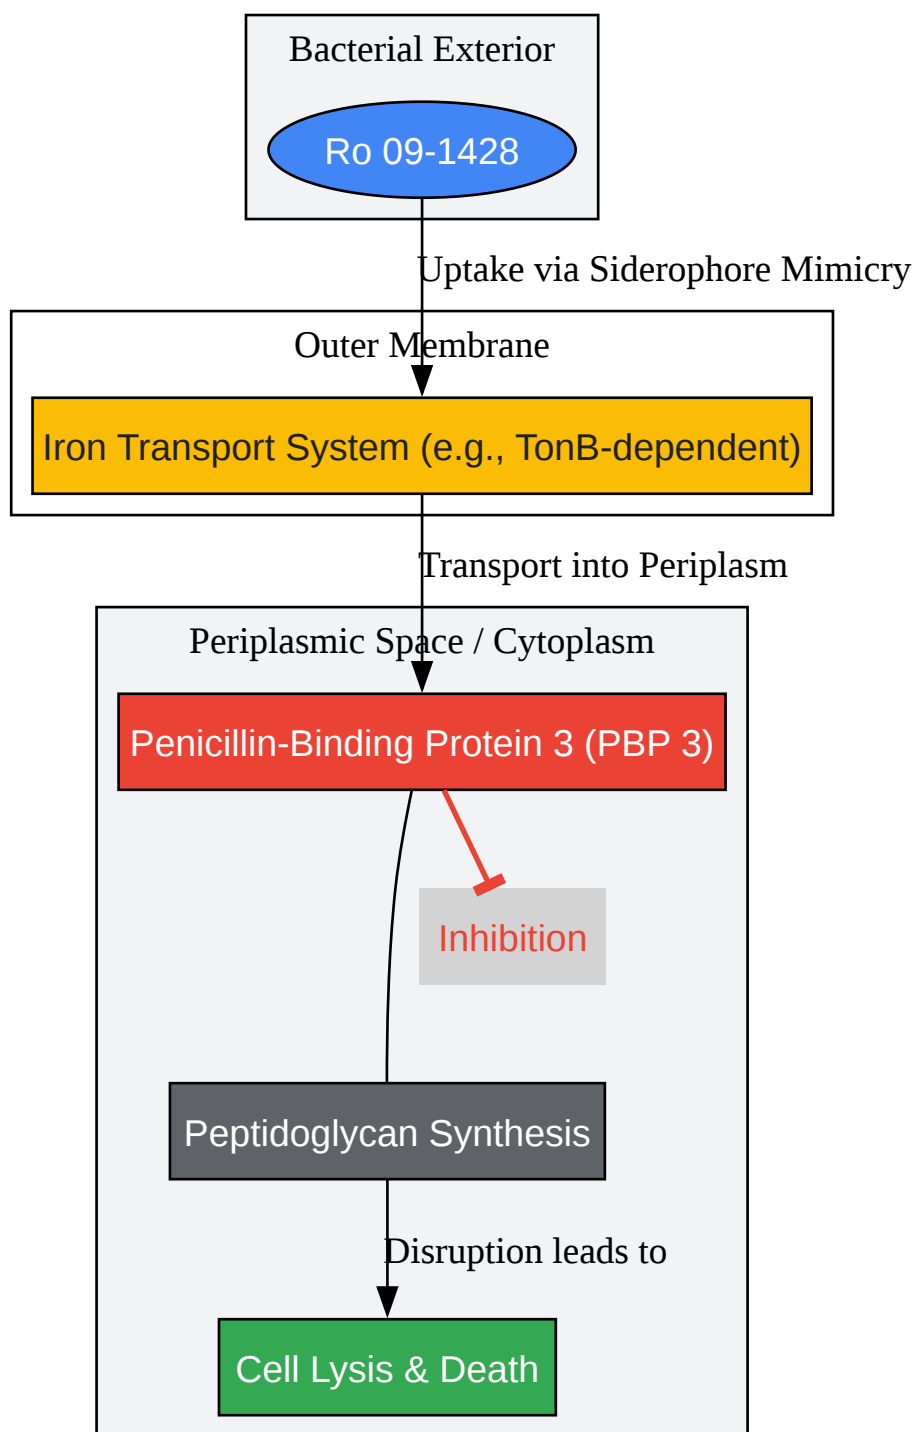 Bacterial Exterior
Ro 09-1428
Uptake via Siderophore Mimicry
Outer Membrane
Iron Transport System (e.g., TonB-dependent)
Transport into Periplasm
Periplasmic Space / Cytoplasm
Penicillin-Binding Protein 3 (PBP 3)
Inhibition
Peptidoglycan Synthesis
Disruption leads to
Cell Lysis & Death